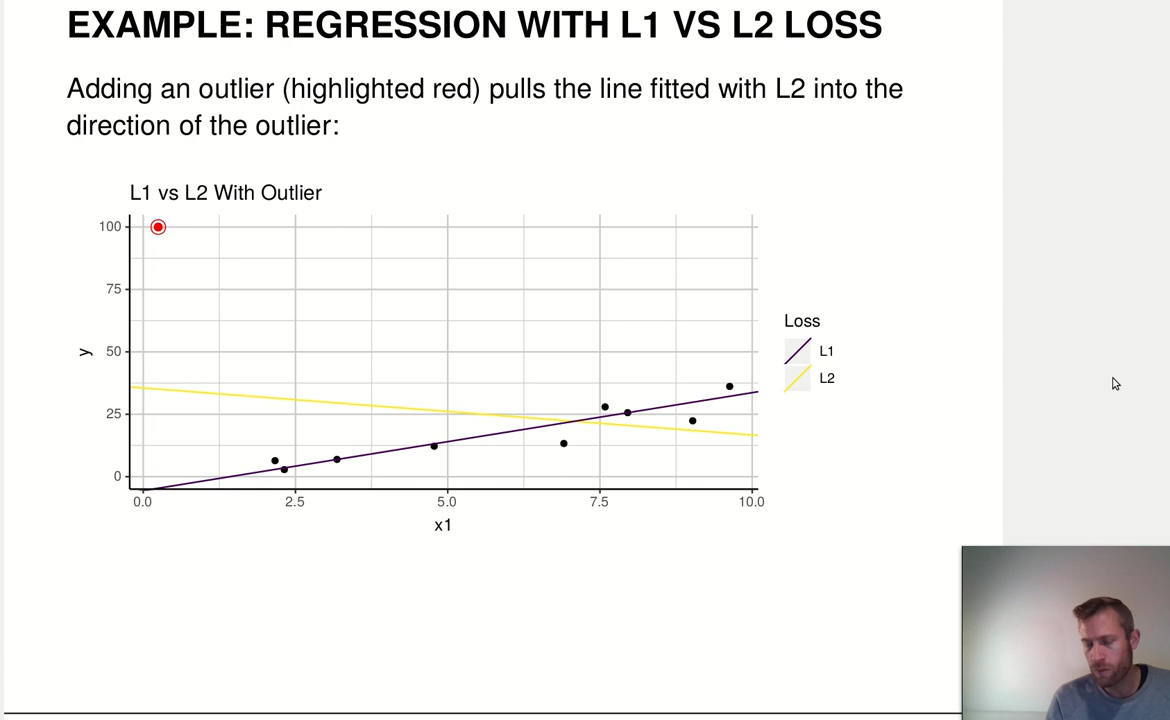 EXAMPLE: REGRESSION WITH L1 VS L2 LOSS
Adding an outlier (highlighted red) pulls the line fitted with L2 into the
direction of the outlier:
L1 vs L2 With Outlier
100
75
50
25
0
y
0.0 2.5 5.0 7.5 10.0
x1
Loss
L1
L2